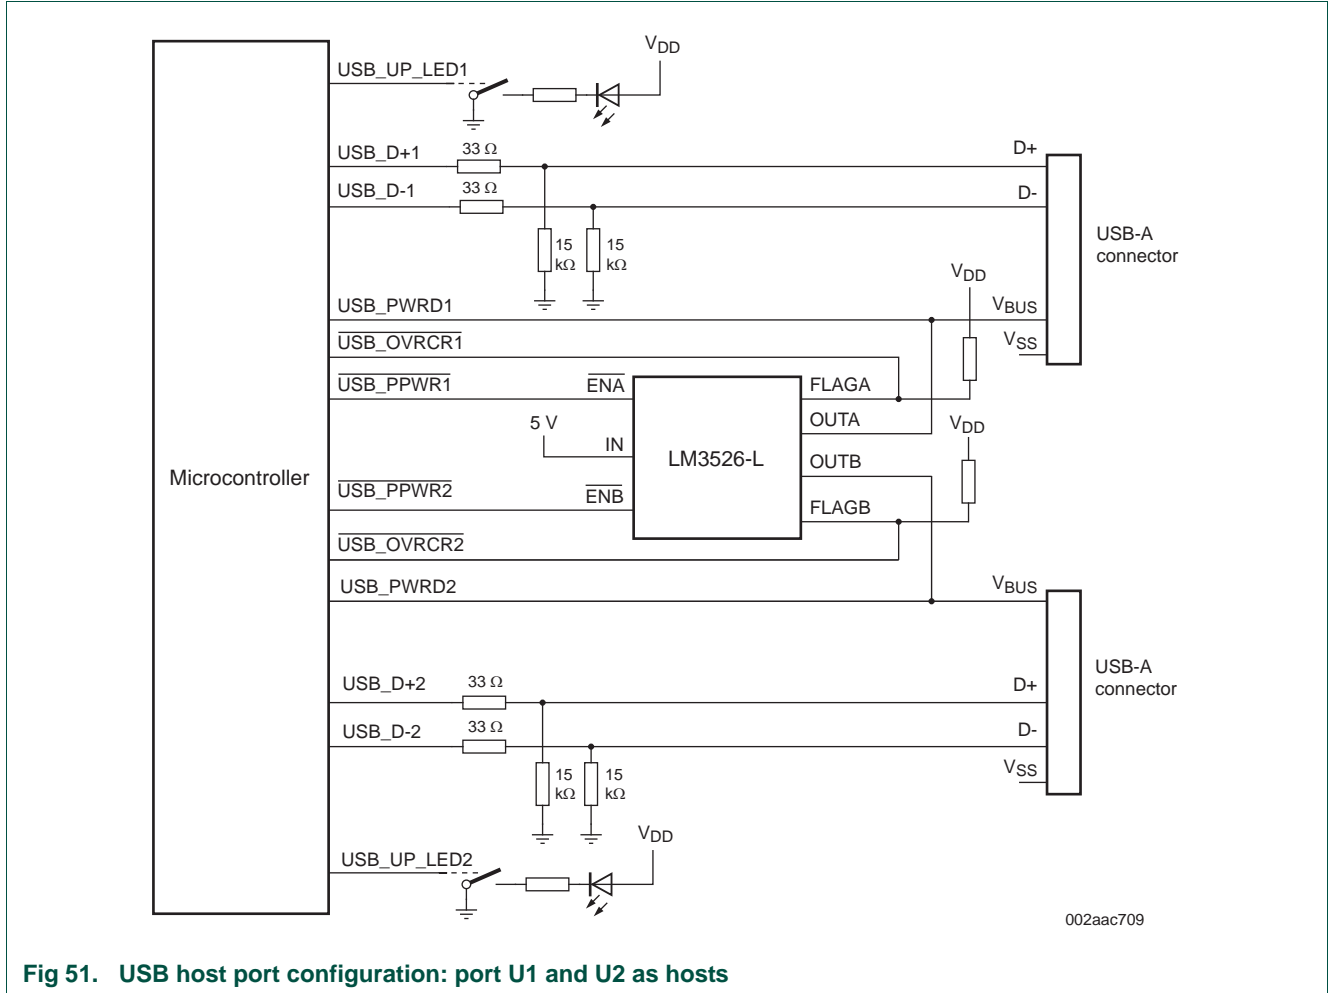 VDD
USB_UP_LED1
USB_D+1
33 Ω
D+
USB_D-1
33 Ω
D-
15 kΩ
15 kΩ
USB-A connector
VDD
USB_PWRD1
VBUS
USB_OVRCR1
VSS
USB_PPWR1
ENA
FLAGA
5 V
IN
OUTA
VDD
LM3526-L
Microcontroller
OUTB
USB_PPWR2
ENB
FLAGB
USB_OVRCR2
USB_PWRD2
VBUS
USB-A connector
USB_D+2
33 Ω
D+
USB_D-2
33 Ω
D-
VSS
15 kΩ
15 kΩ
VDD
USB_UP_LED2
002aac709
Fig 51. USB host port configuration: port U1 and U2 as hosts